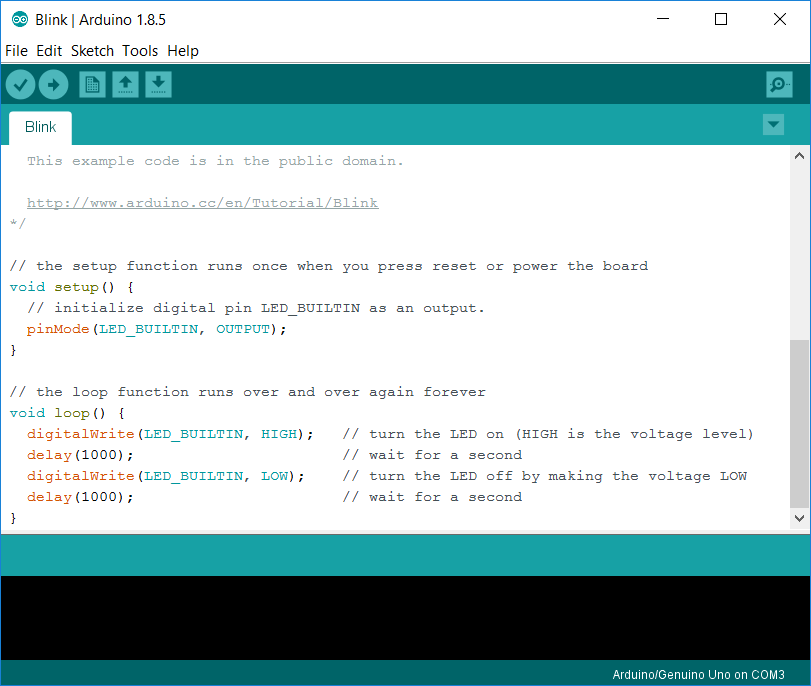 Blink | Arduino 1.8.5
File Edit Sketch Tools Help
Blink
This example code is in the public domain.
http://www.arduino.cc/en/Tutorial/Blink
*/
// the setup function runs once when you press reset or power the board
void setup() {
// initialize digital pin LED_BUILTIN as an output.
pinMode(LED_BUILTIN, OUTPUT);
}
// the loop function runs over and over again forever
void loop() {
digitalWrite(LED_BUILTIN, HIGH);   // turn the LED on (HIGH is the voltage level)
delay(1000);                       // wait for a second
digitalWrite(LED_BUILTIN, LOW);    // turn the LED off by making the voltage LOW
delay(1000);                       // wait for a second
}
Arduino/Genuino Uno on COM3